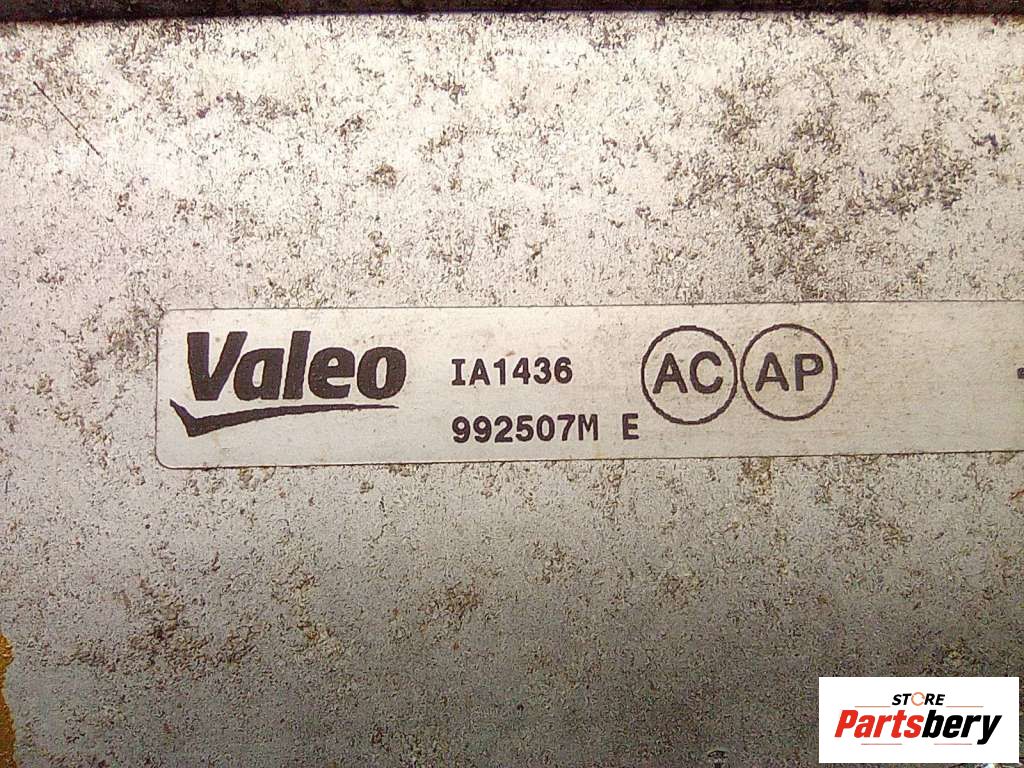 Valeo
IA1436
992507M E
AC AP
STORE
Partsbery